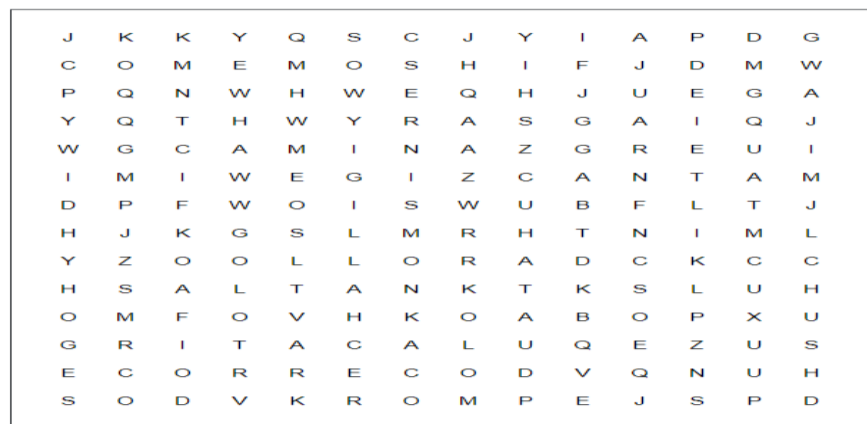 J K K Y Q S C J Y I A P D G
C O M E M O S H I F J D M W
P Q N W H W E Q H J U E G A
Y Q T H W Y R A S G A I Q J
W G C A M I N A Z G R E U I
I M I W E G I Z C A N T A M
D P F W O I S W U B F L T J
H J K G S L M R H T N I M L
Y Z O O L L O R A D C K C C
H S A L T A N K T K S L U H
O M F O V H K O A B O P X U
G R I T A C A L U Q E Z U S
E C O R R E C O D V Q N U H
S O D V K R O M P E J S P D